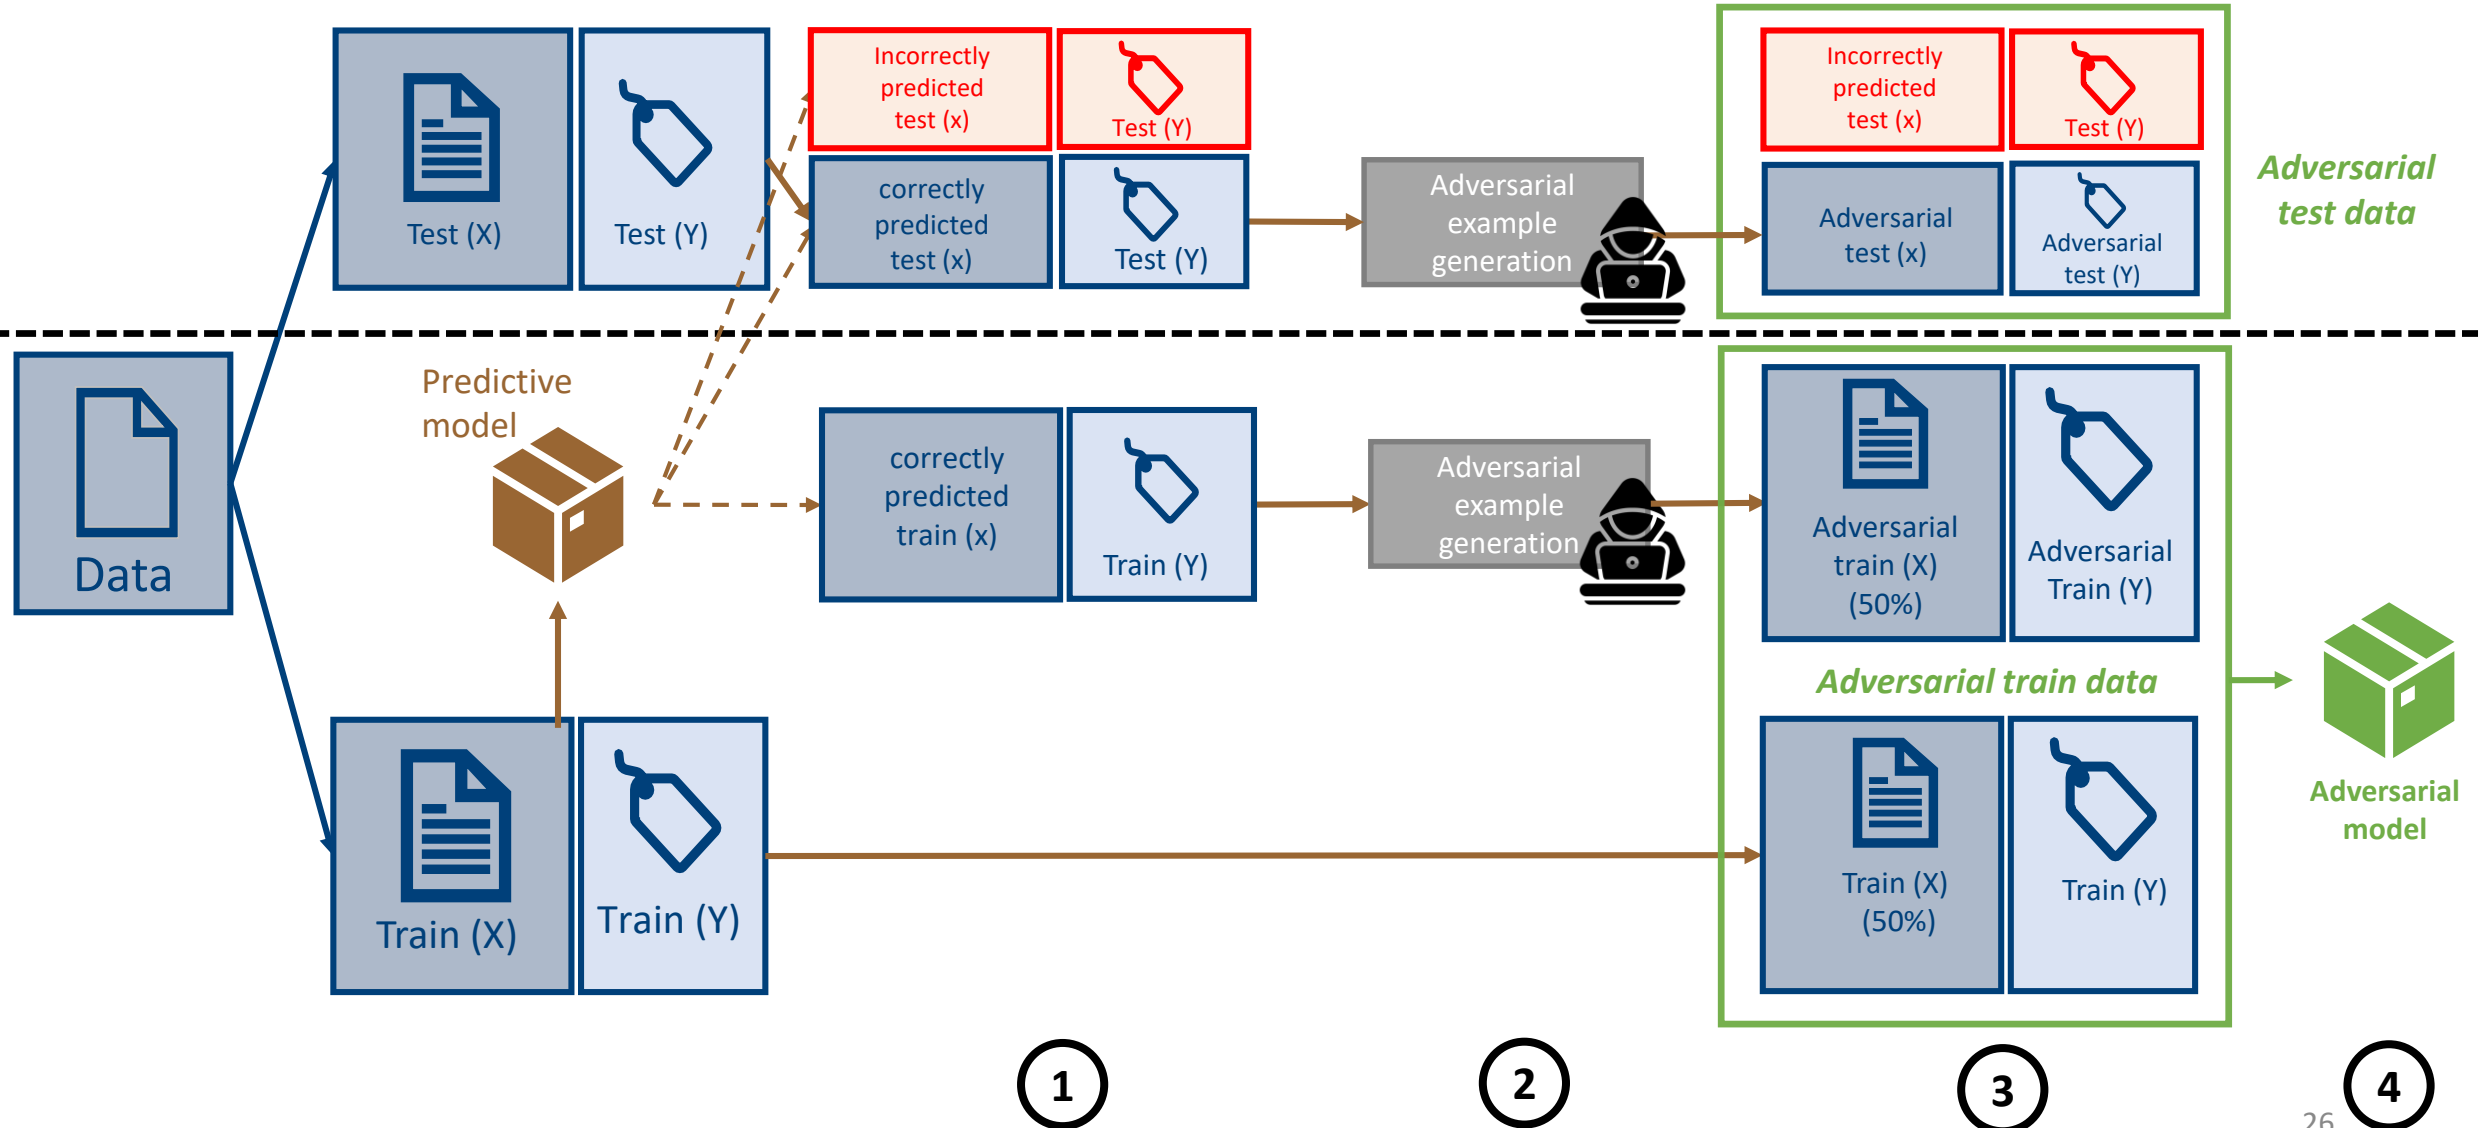 Test (X)
Test (Y)
Incorrectly
predicted
test (x)
Test (Y)
correctly
predicted
test (x)
Test (Y)
Adversarial
example
generation
Incorrectly
predicted
test (x)
Test (Y)
Adversarial
test (x)
Adversarial
test (Y)
Adversarial
test data
Data
Predictive
model
correctly
predicted
train (x)
Train (Y)
Adversarial
example
generation
Adversarial
train (X)
(50%)
Adversarial
Train (Y)
Adversarial train data
Train (X)
Train (Y)
Train (X)
(50%)
Train (Y)
Adversarial
model
1
2
3
4
26